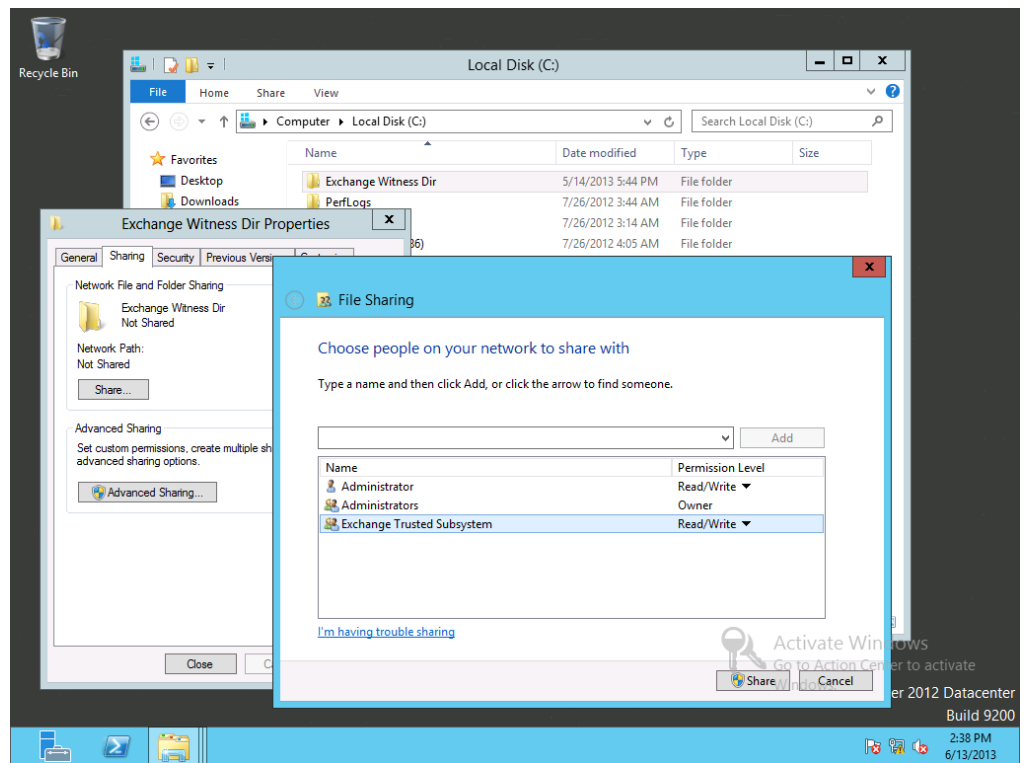 Recycle Bin
Local Disk (C:)
File Home Share View
Computer Local Disk (C:)
Search Local Disk (C:)
Name Date modified Type Size
Favorites
Desktop
Downloads
Exchange Witness Dir 5/14/2013 5:44 PM File folder
PerfLogs 7/26/2012 3:44 AM File folder
7/26/2012 3:14 AM File folder
86) 7/26/2012 4:05 AM File folder
Exchange Witness Dir Properties
General Sharing Security Previous Versi
Network File and Folder Sharing
Exchange Witness Dir
Not Shared
Network Path:
Not Shared
Share...
Advanced Sharing
Set custom permissions, create multiple sh
advanced sharing options.
Advanced Sharing...
Close C
File Sharing
Choose people on your network to share with
Type a name and then click Add, or click the arrow to find someone.
Add
Name Permission Level
Administrator Read/Write
Administrators Owner
Exchange Trusted Subsystem Read/Write
I'm having trouble sharing
Share Cancel
Activate Windows
Go to Action Center to activate
Windows.
er 2012 Datacenter
Build 9200
2:38 PM
6/13/2013